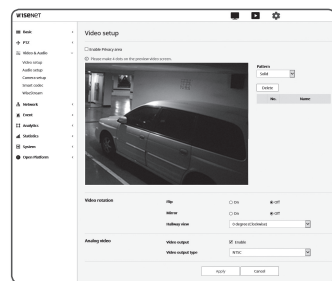 WISENET
Basic
PTZ
Video & Audio
Video setup
Audio setup
Camera setup
Smart codec
WiseStream
Network
Event
Analytics
Statistics
System
Open Platform
Video setup
Enable Privacy area
Please make 4 dots on the preview video screen.
Pattern
Solid
Delete
No. Name
Video rotation
Flip On Off
Mirror On Off
Hallway view 0 degree (Clockwise)
Analog video
Video output Enable
Video output type NTSC
Apply Cancel